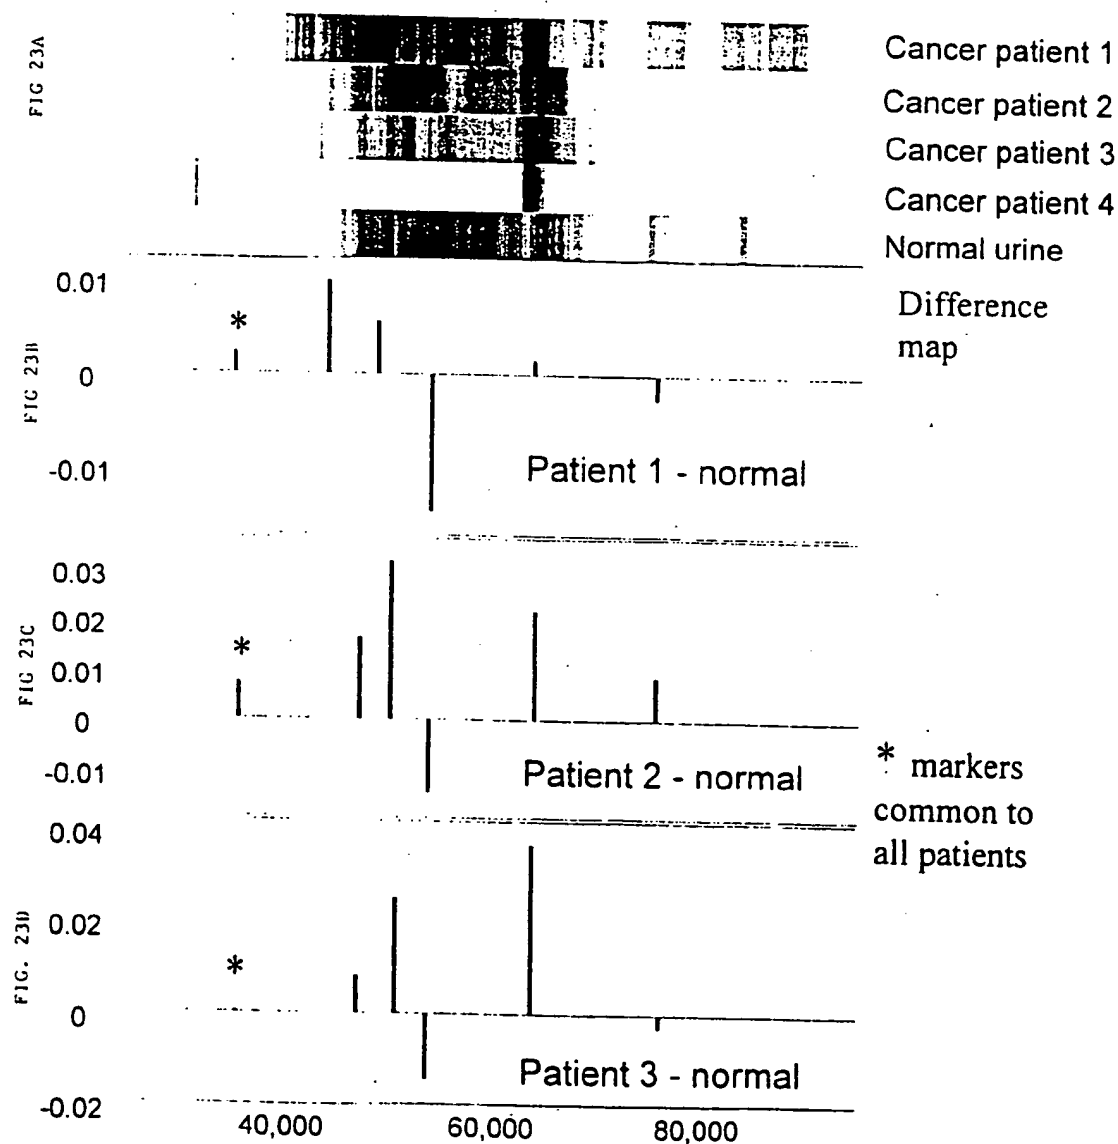 FIG 23A
Cancer patient 1
Cancer patient 2
Cancer patient 3
Cancer patient 4
Normal urine
Difference
map
FIG 23B
0.01
0
-0.01
*
Patient 1 - normal
FIG 23C
0.03
0.02
0.01
0
-0.01
*
Patient 2 - normal
* markers
common to
all patients
FIG. 23D
0.04
0.02
0
-0.02
*
Patient 3 - normal
40,000
60,000
80,000